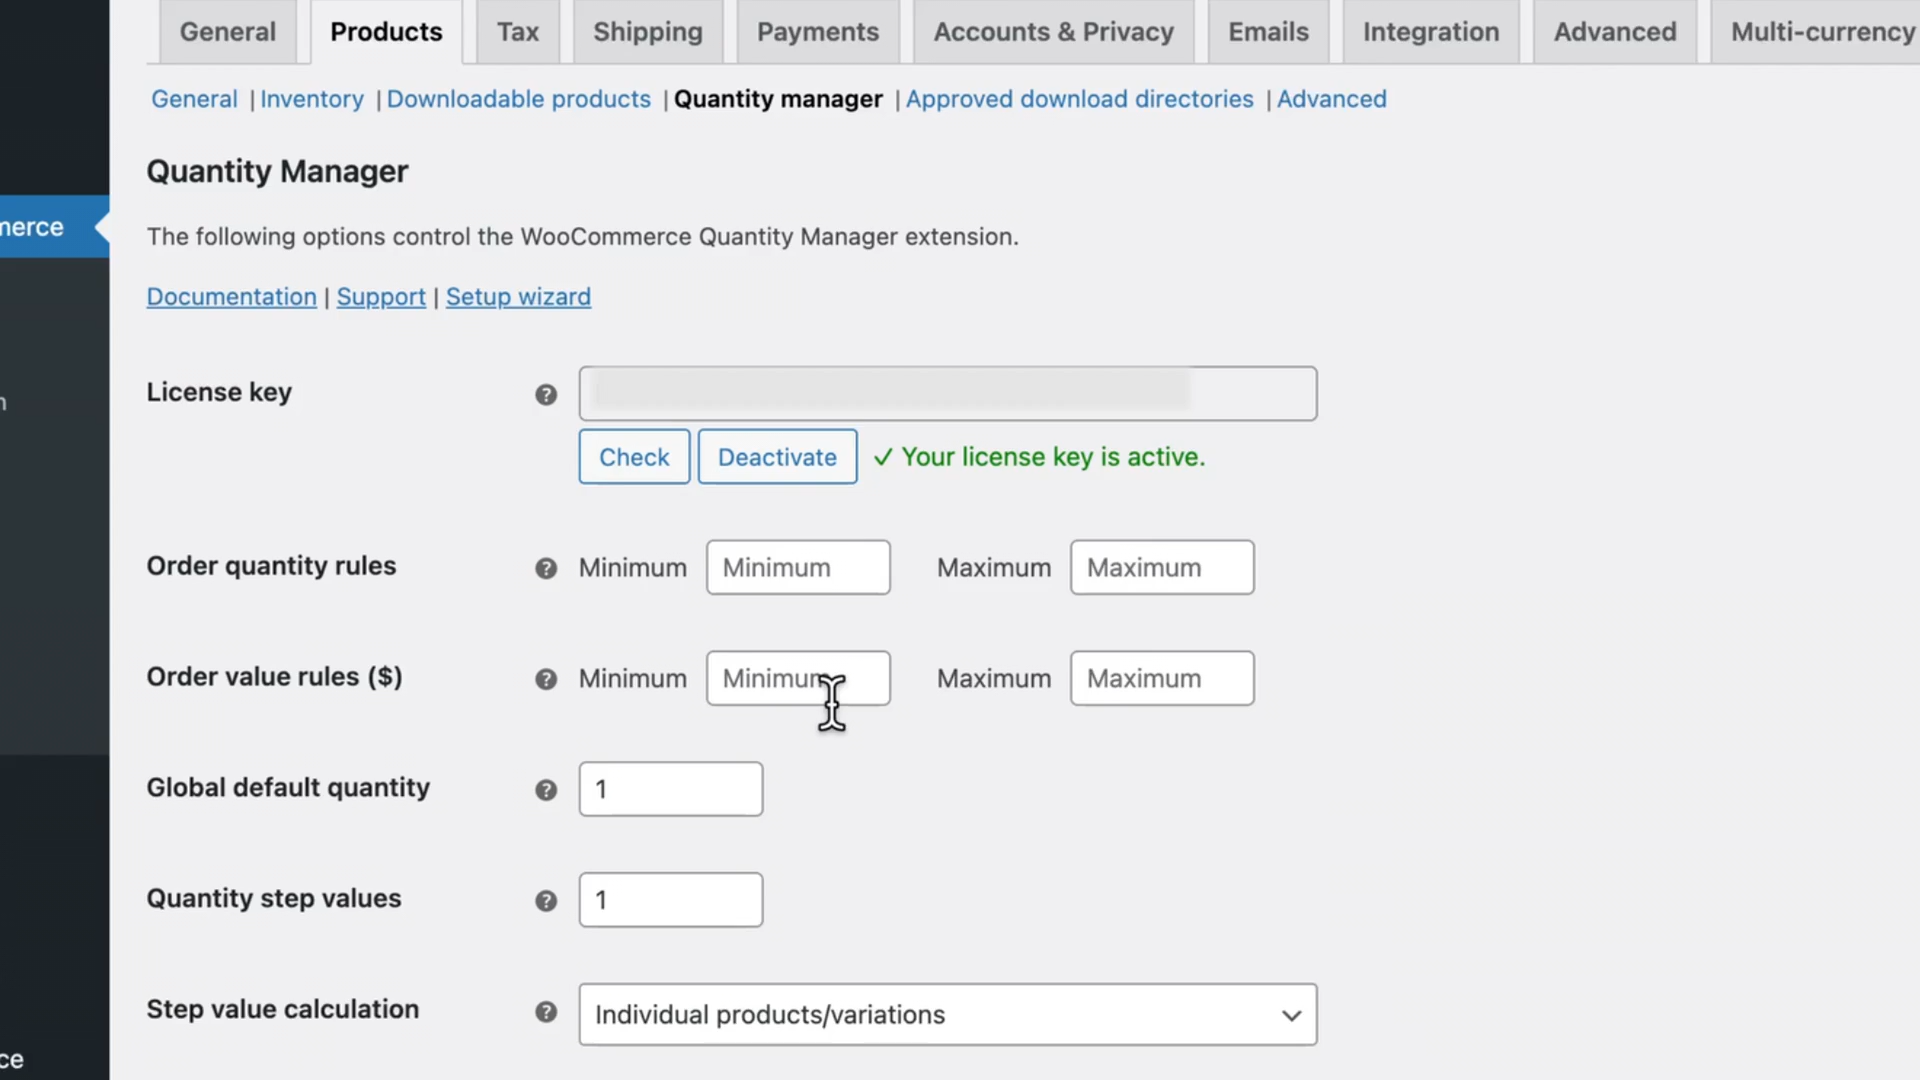 General Products Tax Shipping Payments Accounts & Privacy Emails Integration Advanced Multi-currency
General | Inventory | Downloadable products | Quantity manager | Approved download directories | Advanced
Quantity Manager
merce
The following options control the WooCommerce Quantity Manager extension.
Documentation | Support | Setup wizard
License key
Check Deactivate ✓ Your license key is active.
Order quantity rules Minimum Minimum Maximum Maximum
Order value rules ($) Minimum Minimum Maximum Maximum
Global default quantity 1
Quantity step values 1
Step value calculation Individual products/variations
ce